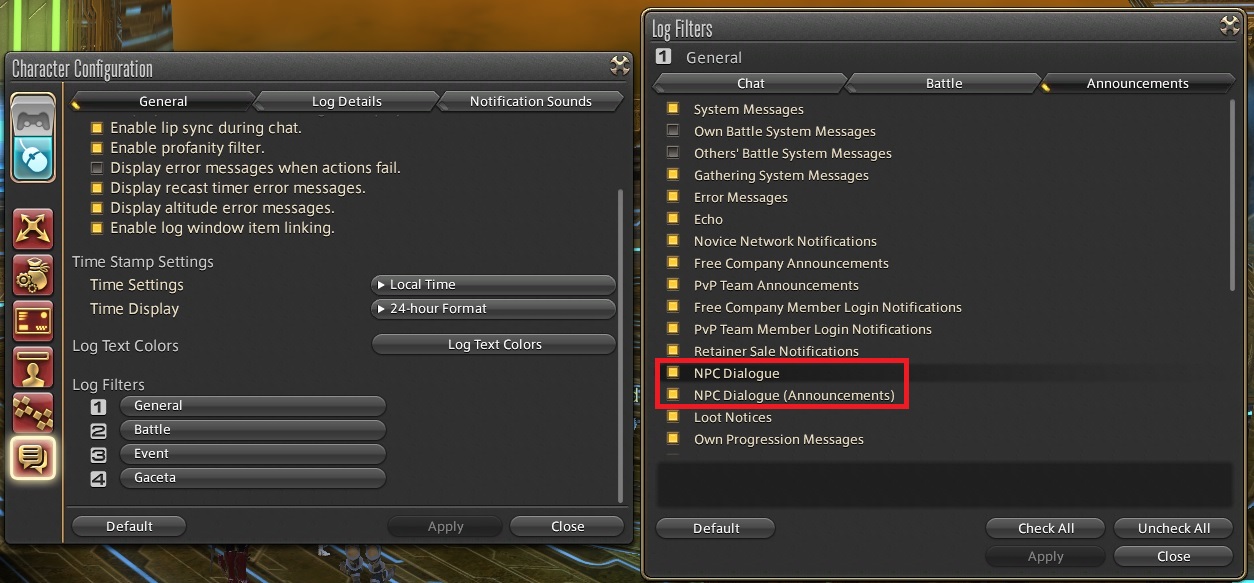 Character Configuration
General
Log Details
Notification Sounds
Enable lip sync during chat.
Enable profanity filter.
Display error messages when actions fail.
Display recast timer error messages.
Display altitude error messages.
Enable log window item linking.
Time Stamp Settings
Time Settings
Local Time
Time Display
24-hour Format
Log Text Colors
Log Text Colors
Log Filters
1 General
2 Battle
3 Event
4 Gaceta
Default
Apply
Close
Log Filters
1 General
Chat
Battle
Announcements
System Messages
Own Battle System Messages
Others' Battle System Messages
Gathering System Messages
Error Messages
Echo
Novice Network Notifications
Free Company Announcements
PvP Team Announcements
Free Company Member Login Notifications
PvP Team Member Login Notifications
Retainer Sale Notifications
NPC Dialogue
NPC Dialogue (Announcements)
Loot Notices
Own Progression Messages
Default
Check All
Uncheck All
Apply
Close